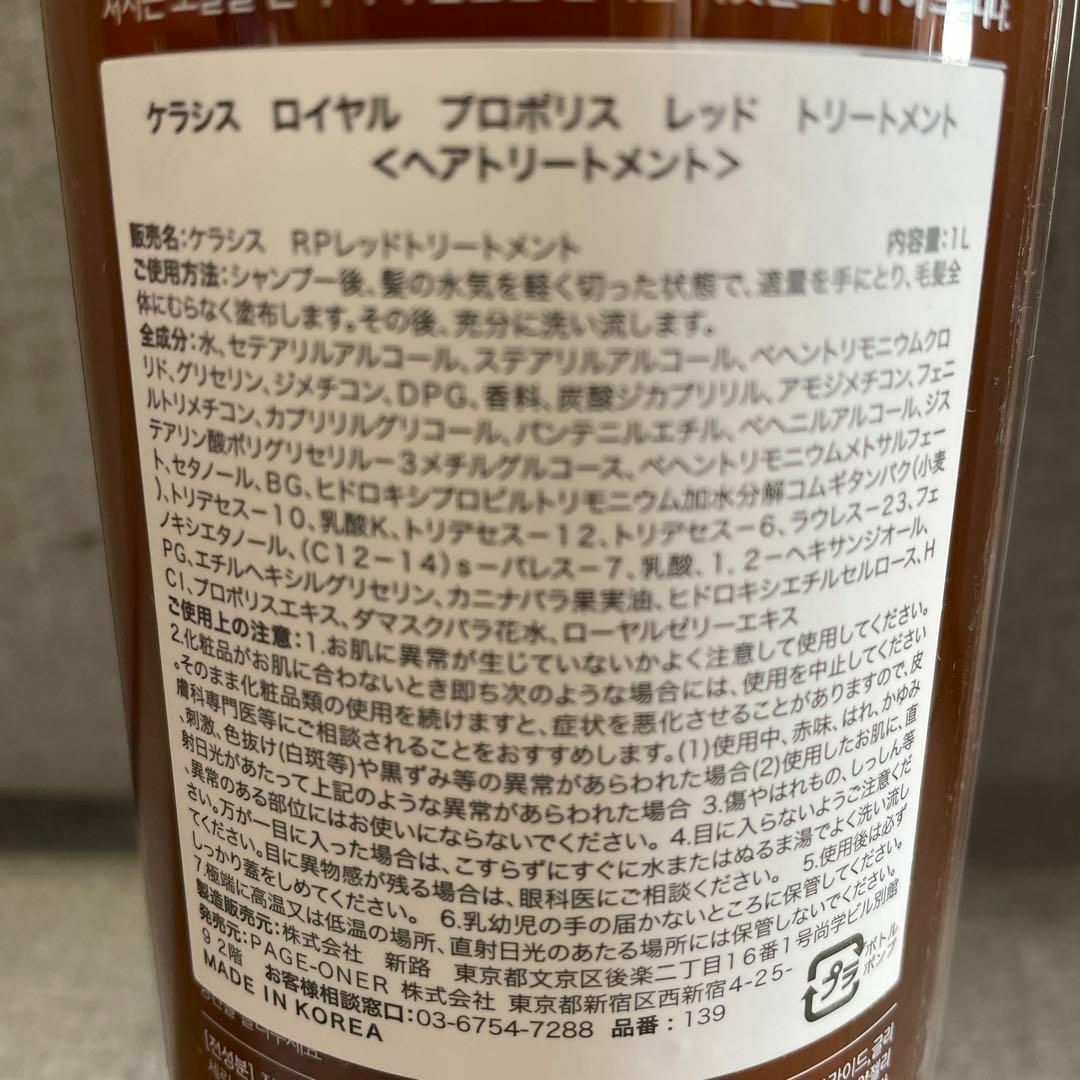 ケラシス　ロイヤル　プロポリス　レッド　トリートメント
<ヘアトリートメント>
販売名:ケラシス　RPレッドトリートメント　内容量:1L
ご使用方法:シャンプー後、髪の水気を軽く切った状態で、適量を手にとり、毛髪全
体にむらなく塗布します。その後、充分に洗い流します。
全成分:水、セテアリルアルコール、ステアリルアルコール、ベヘントリモニウムクロ
リド、グリセリン、ジメチコン、DPG、香料、炭酸ジカプリリル、アモジメチコン、フェニ
ルトリメチコン、カプリリルグリコール、パンテニルエチル、ベヘニルアルコール、ジス
テアリン酸ポリグリセリル－3メチルグルコース、ベヘントリモニウムメトサルフェー
ト、セタノール、BG、ヒドロキシプロピルトリモニウム加水分解コムギタンパク(小麦
)、トリデセス－10、乳酸K、トリデセス－12、トリデセス－6、ラウレス－23、フェ
ノキシエタノール、(C12－14)s－パレス－7、乳酸、1,2－ヘキサンジオール、
PG、エチルヘキシルグリセリン、カニナバラ果実油、ヒドロキシエチルセルロース、H
CI、プロポリスエキス、ダマスクバラ花水、ローヤルゼリーエキス
ご使用上の注意:1.お肌に異常が生じていないかよく注意して使用してください。
2.化粧品がお肌に合わないとき即ち次のような場合には、使用を中止してください
。そのまま化粧品類の使用を続けますと、症状を悪化させることがありますので、皮
膚科専門医等にご相談されることをおすすめします。(1)使用中、赤味、はれ、かゆみ
、刺激、色抜け(白斑等)や黒ずみ等の異常があらわれた場合(2)使用したお肌に、直
射日光があたって上記のような異常があらわれた場合 3.傷やはれもの、しっしん等
、異常のある部位にはお使いにならないでください。 4.目に入らないようご注意くだ
さい。万が一目に入った場合は、こすらずにすぐに水またはぬるま湯でよく洗い流し
てください。目に異物感が残る場合は、眼科医にご相談ください。 5.使用後は必ず
しっかり蓋をしめてください。 6.乳幼児の手の届かないところに保管してください。
7.極端に高温又は低温の場所、直射日光のあたる場所には保管しないでください。
製造販売元:株式会社　新路　東京都文京区後楽二丁目16番1号尚学ビル別館
発売元:PAGE-ONER 株式会社 東京都新宿区西新宿4-25-
9 2階　お客様相談窓口:03-6754-7288　品番:139
MADE IN KOREA
プラ
ボトル
ポンプ
[전성분]